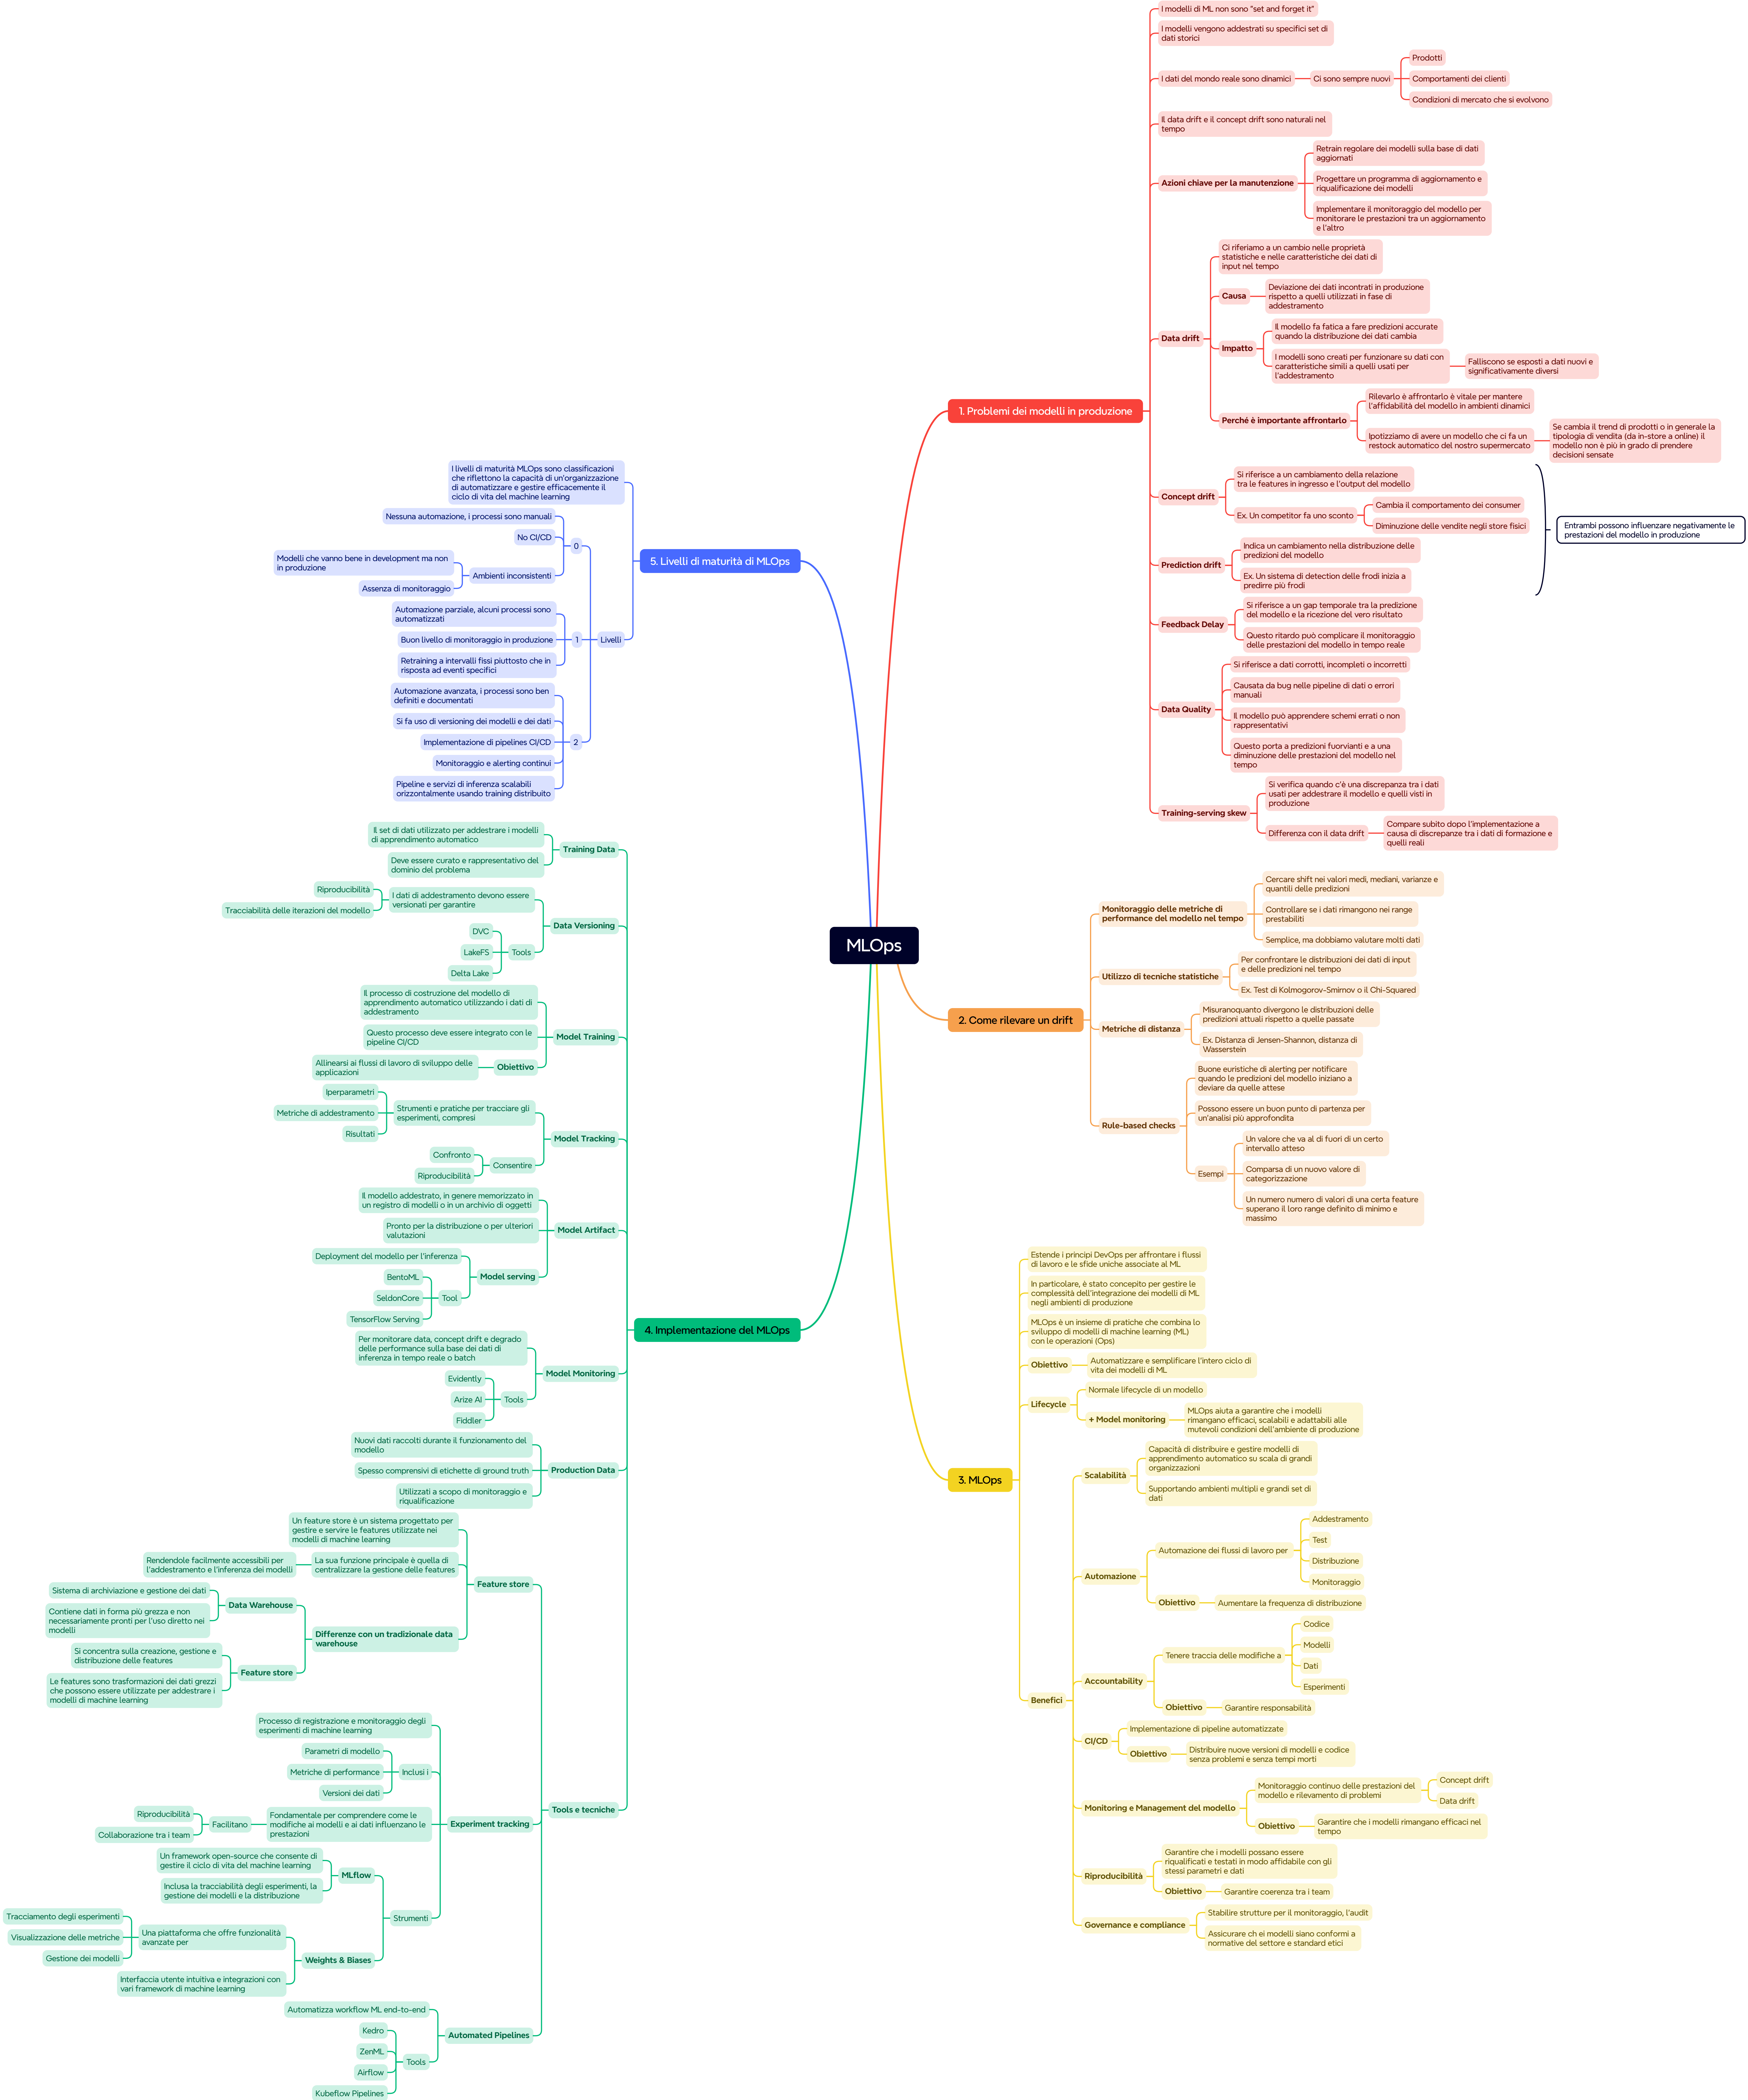 MLOps
1. Problemi dei modelli in produzione
I modelli di ML non sono "set and forget it"
I modelli vengono addestrati su specifici set di
dati storici
I dati del mondo reale sono dinamici
Ci sono sempre nuovi
Prodotti
Comportamenti dei clienti
Condizioni di mercato che si evolvono
Il data drift e il concept drift sono naturali nel
tempo
Azioni chiave per la manutenzione
Retrain regolare dei modelli sulla base di dati
aggiornati
Progettare un programma di aggiornamento e
riqualificazione dei modelli
Implementare il monitoraggio del modello per
monitorare le prestazioni tra un aggiornamento
e l'altro
Data drift
Ci riferiamo a un cambio nelle proprietà
statistiche e nelle caratteristiche dei dati di
input nel tempo
Causa
Deviazione dei dati incontrati in produzione
rispetto a quelli utilizzati in fase di
addestramento
Impatto
Il modello fa fatica a fare predizioni accurate
quando la distribuzione dei dati cambia
I modelli sono creati per funzionare su dati con
caratteristiche simili a quelli usati per
l'addestramento
Falliscono se esposti a dati nuovi e
significativamente diversi
Perché è importante affrontarlo
Rilevarlo è affrontarlo è vitale per mantere
l'affidabilità del modello in ambienti dinamici
Ipotizziamo di avere un modello che ci fa un
restock automatico del nostro supermercato
Se cambia il trend di prodotti o in generale la
tipologia di vendita (da in-store a online) il
modello non è più in grado di prendere
decisioni sensate
Concept drift
Si riferisce a un cambiamento della relazione
tra le features in ingresso e l'output del modello
Ex. Un competitor fa uno sconto
Cambia il comportamento dei consumer
Diminuzione delle vendite negli store fisici
Prediction drift
Indica un cambiamento nella distribuzione delle
predizioni del modello
Ex. Un sistema di detection delle frodi inizia a
predirre più frodi
Entrambi possono influenzare negativamente le
prestazioni del modello in produzione
Feedback Delay
Si riferisce a un gap temporale tra la predizione
del modello e la ricezione del vero risultato
Questo ritardo può complicare il monitoraggio
delle prestazioni del modello in tempo reale
Data Quality
Si riferisce a dati corrotti, incompleti o incorretti
Causata da bug nelle pipeline di dati o errori
manuali
Il modello può apprendere schemi errati o non
rappresentativi
Questo porta a predizioni fuorvianti e a una
diminuzione delle prestazioni del modello nel
tempo
Training-serving skew
Si verifica quando c'è una discrepanza tra i dati
usati per addestrare il modello e quelli visti in
produzione
Differenza con il data drift
Compare subito dopo l'implementazione a
causa di discrepanze tra i dati di formazione e
quelli reali
2. Come rilevare un drift
Monitoraggio delle metriche di
performance del modello nel tempo
Cercare shift nei valori medi, mediani, varianze e
quantili delle predizioni
Controllare se i dati rimangono nei range
prestabiliti
Semplice, ma dobbiamo valutare molti dati
Utilizzo di tecniche statistiche
Per confrontare le distribuzioni dei dati di input
e delle predizioni nel tempo
Ex. Test di Kolmogorov-Smirnov o il Chi-Squared
Metriche di distanza
Misuranoquanto divergono le distribuzioni delle
predizioni attuali rispetto a quelle passate
Ex. Distanza di Jensen-Shannon, distanza di
Wasserstein
Rule-based checks
Buone euristiche di alerting per notificare
quando le predizioni del modello iniziano a
deviare da quelle attese
Possono essere un buon punto di partenza per
un'analisi più approfondita
Esempi
Un valore che va al di fuori di un certo
intervallo atteso
Comparsa di un nuovo valore di
categorizzazione
Un numero numero di valori di una certa feature
superano il loro range definito di minimo e
massimo
3. MLOps
Estende i principi DevOps per affrontare i flussi
di lavoro e le sfide uniche associate al ML
In particolare, è stato concepito per gestire le
complessità dell'integrazione dei modelli di ML
negli ambienti di produzione
MLOps è un insieme di pratiche che combina lo
sviluppo di modelli di machine learning (ML)
con le operazioni (Ops)
Obiettivo
Automatizzare e semplificare l'intero ciclo di
vita dei modelli di ML
Lifecycle
Normale lifecycle di un modello
+ Model monitoring
MLOps aiuta a garantire che i modelli
rimangano efficaci, scalabili e adattabili alle
mutevoli condizioni dell'ambiente di produzione
Benefici
Scalabilità
Capacità di distribuire e gestire modelli di
apprendimento automatico su scala di grandi
organizzazioni
Supportando ambienti multipli e grandi set di
dati
Automazione
Automazione dei flussi di lavoro per
Addestramento
Test
Distribuzione
Monitoraggio
Obiettivo
Aumentare la frequenza di distribuzione
Accountability
Tenere traccia delle modifiche a
Codice
Modelli
Dati
Esperimenti
Obiettivo
Garantire responsabilità
CI/CD
Implementazione di pipeline automatizzate
Obiettivo
Distribuire nuove versioni di modelli e codice
senza problemi e senza tempi morti
Monitoring e Management del modello
Monitoraggio continuo delle prestazioni del
modello e rilevamento di problemi
Concept drift
Data drift
Obiettivo
Garantire che i modelli rimangano efficaci nel
tempo
Riproducibilità
Garantire che i modelli possano essere
riqualificati e testati in modo affidabile con gli
stessi parametri e dati
Obiettivo
Garantire coerenza tra i team
Governance e compliance
Stabilire strutture per il monitoraggio, l'audit
Assicurare ch ei modelli siano conformi a
normative del settore e standard etici
4. Implementazione del MLOps
Training Data
Il set di dati utilizzato per addestrare i modelli
di apprendimento automatico
Deve essere curato e rappresentativo del
dominio del problema
Data Versioning
I dati di addestramento devono essere
versionati per garantire
Riproducibilità
Tracciabilità delle iterazioni del modello
Tools
DVC
LakeFS
Delta Lake
Model Training
Il processo di costruzione del modello di
apprendimento automatico utilizzando i dati di
addestramento
Questo processo deve essere integrato con le
pipeline CI/CD
Obiettivo
Allinearsi ai flussi di lavoro di sviluppo delle
applicazioni
Model Tracking
Strumenti e pratiche per tracciare gli
esperimenti, compresi
Iperparametri
Metriche di addestramento
Risultati
Consentire
Confronto
Riproducibilità
Model Artifact
Il modello addestrato, in genere memorizzato in
un registro di modelli o in un archivio di oggetti
Pronto per la distribuzione o per ulteriori
valutazioni
Model serving
Deployment del modello per l'inferenza
Tool
BentoML
SeldonCore
TensorFlow Serving
Model Monitoring
Per monitorare data, concept drift e degrado
delle performance sulla base dei dati di
inferenza in tempo reale o batch
Tools
Evidently
Arize AI
Fiddler
Production Data
Nuovi dati raccolti durante il funzionamento del
modello
Spesso comprensivi di etichette di ground truth
Utilizzati a scopo di monitoraggio e
riqualificazione
Tools e tecniche
Feature store
Un feature store è un sistema progettato per
gestire e servire le features utilizzate nei
modelli di machine learning
La sua funzione principale è quella di
centralizzare la gestione delle features
Rendendole facilmente accessibili per
l'addestramento e l'inferenza dei modelli
Differenze con un tradizionale data
warehouse
Data Warehouse
Sistema di archiviazione e gestione dei dati
Contiene dati in forma più grezza e non
necessariamente pronti per l'uso diretto nei
modelli
Feature store
Si concentra sulla creazione, gestione e
distribuzione delle features
Le features sono trasformazioni dei dati grezzi
che possono essere utilizzate per addestrare i
modelli di machine learning
Experiment tracking
Processo di registrazione e monitoraggio degli
esperimenti di machine learning
Inclusi i
Parametri di modello
Metriche di performance
Versioni dei dati
Fondamentale per comprendere come le
modifiche ai modelli e ai dati influenzano le
prestazioni
Facilitano
Riproducibilità
Collaborazione tra i team
Strumenti
MLflow
Un framework open-source che consente di
gestire il ciclo di vita del machine learning
Inclusa la tracciabilità degli esperimenti, la
gestione dei modelli e la distribuzione
Weights & Biases
Una piattaforma che offre funzionalità
avanzate per
Tracciamento degli esperimenti
Visualizzazione delle metriche
Gestione dei modelli
Interfaccia utente intuitiva e integrazioni con
vari framework di machine learning
Automated Pipelines
Automatizza workflow ML end-to-end
Tools
Kedro
ZenML
Airflow
Kubeflow Pipelines
5. Livelli di maturità di MLOps
I livelli di maturità MLOps sono classificazioni
che riflettono la capacità di un'organizzazione
di automatizzare e gestire efficacemente il
ciclo di vita del machine learning
Livelli
0
Nessuna automazione, i processi sono manuali
No CI/CD
Ambienti inconsistenti
Modelli che vanno bene in development ma non
in produzione
Assenza di monitoraggio
1
Automazione parziale, alcuni processi sono
automatizzati
Buon livello di monitoraggio in produzione
Retraining a intervalli fissi piuttosto che in
risposta ad eventi specifici
2
Automazione avanzata, i processi sono ben
definiti e documentati
Si fa uso di versioning dei modelli e dei dati
Implementazione di pipelines CI/CD
Monitoraggio e alerting continui
Pipeline e servizi di inferenza scalabili
orizzontalmente usando training distribuito